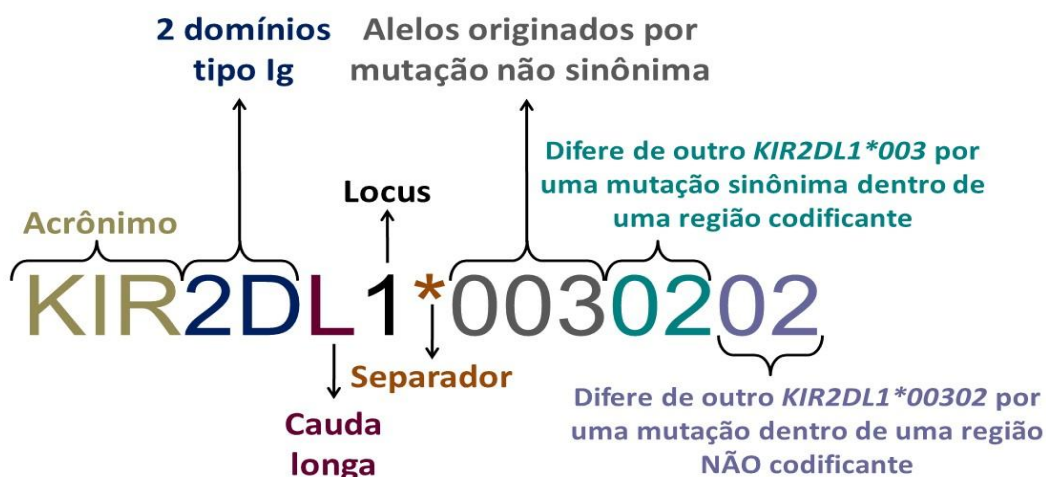 2 domínios
tipo Ig
Alelos originados por
mutação não sinônima
Difere de outro KIR2DL1*003 por
uma mutação sinônima dentro de
uma região codificante
Locus
Acrônimo
KIR2DL1*0030202
Separador
Cauda
longa
Difere de outro KIR2DL1*00302 por
uma mutação dentro de uma região
NÃO codificante